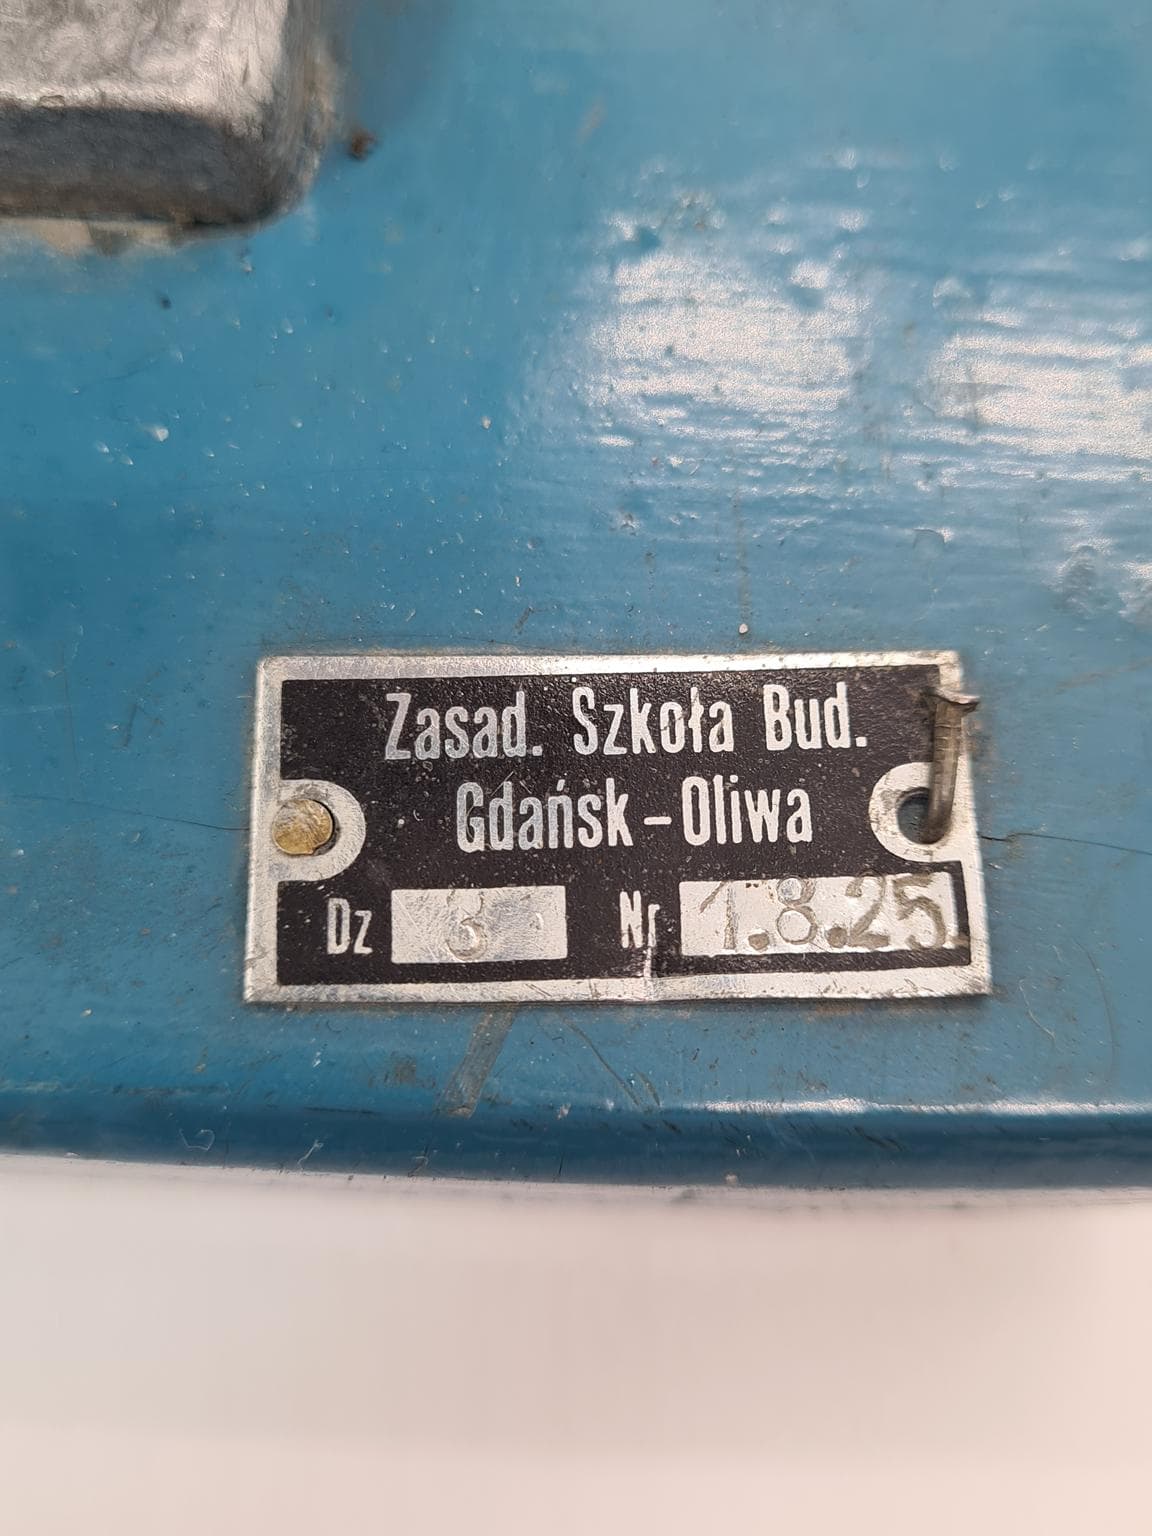 Zasad. Szkoła Bud.
Gdańsk-Oliwa
Dz 3 Nr 1.8.25.